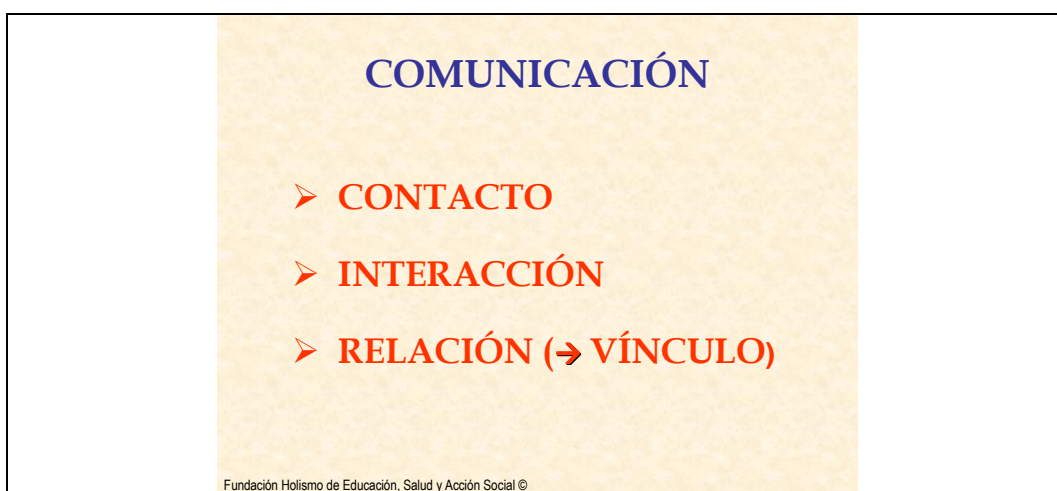 COMUNICACIÓN
➢ CONTACTO
➢ INTERACCIÓN
➢ RELACIÓN (➔ VÍNCULO)
Fundación Holismo de Educación, Salud y Acción Social ©